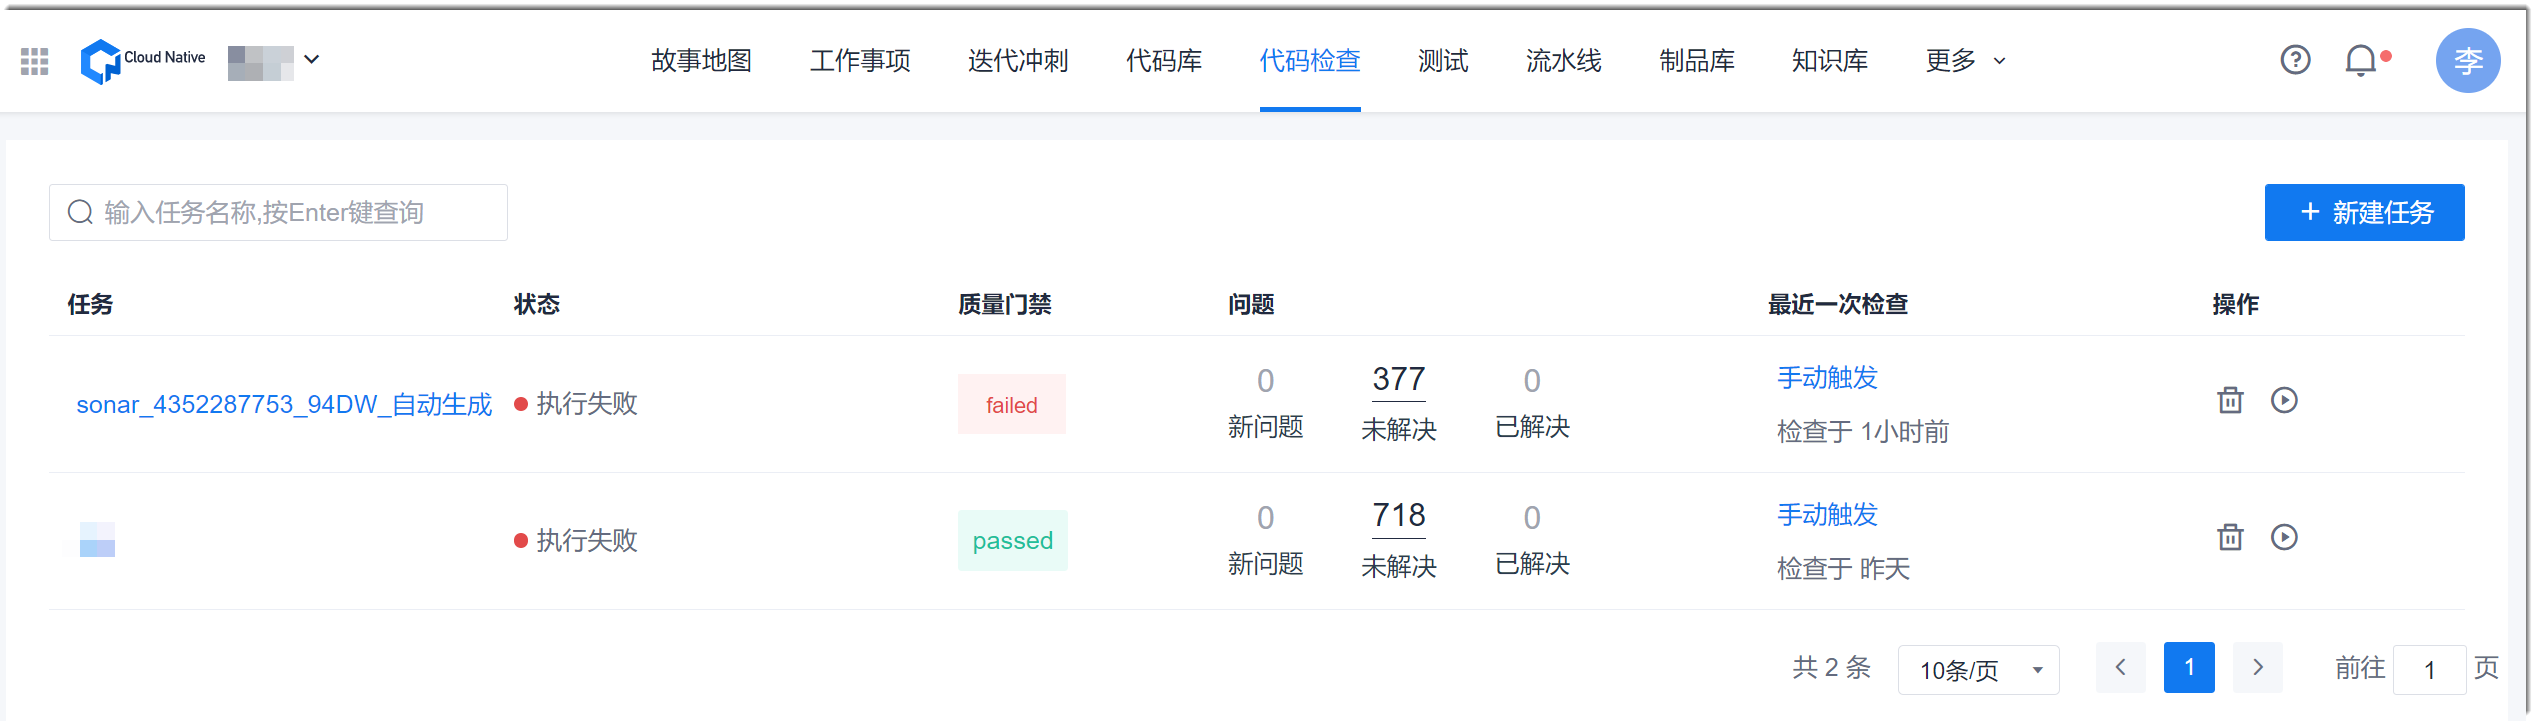 Cloud Native
故事地图 工作事项 迭代冲刺 代码库 代码检查 测试 流水线 制品库 知识库 更多
李
输入任务名称,按Enter键查询
+ 新建任务
任务 状态 质量门禁 问题 最近一次检查 操作
sonar_4352287753_94DW_自动生成 执行失败 failed 0 377 0 手动触发
新问题 未解决 已解决 检查于 1小时前
执行失败 passed 0 718 0 手动触发
新问题 未解决 已解决 检查于 昨天
共 2 条 10条/页 1 前往 1 页